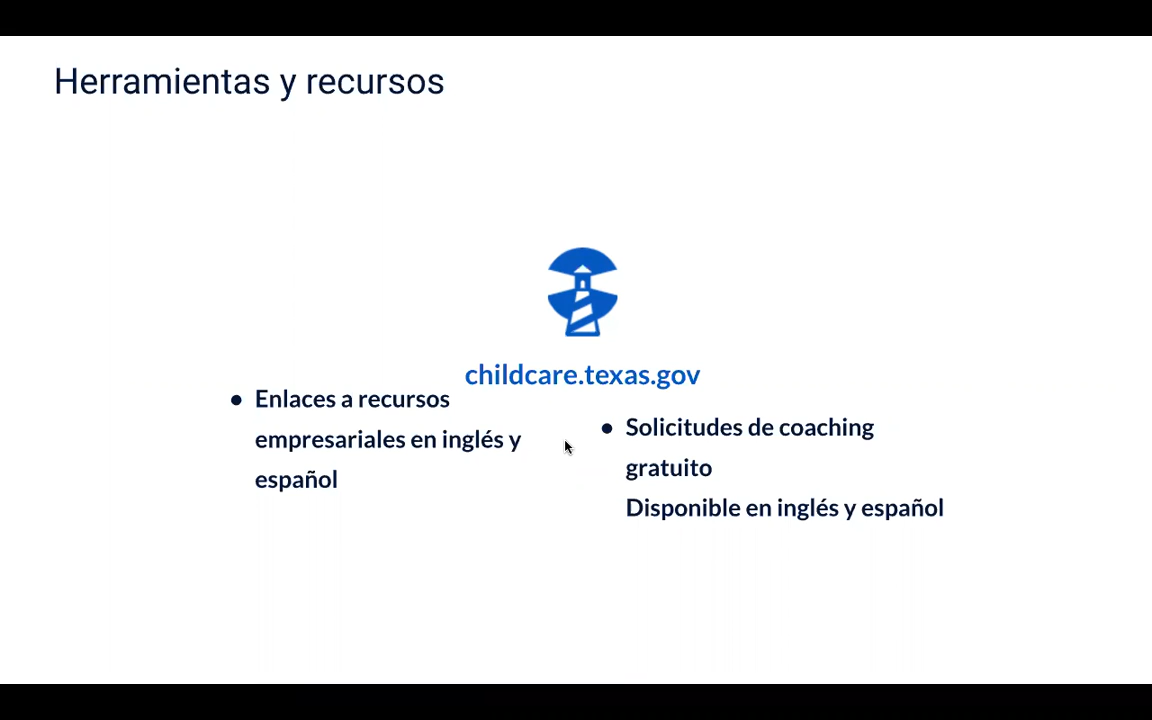 Herramientas y recursos
childcare.texas.gov
● Enlaces a recursos
empresariales en inglés y
español
● Solicitudes de coaching
gratuito
Disponible en inglés y español